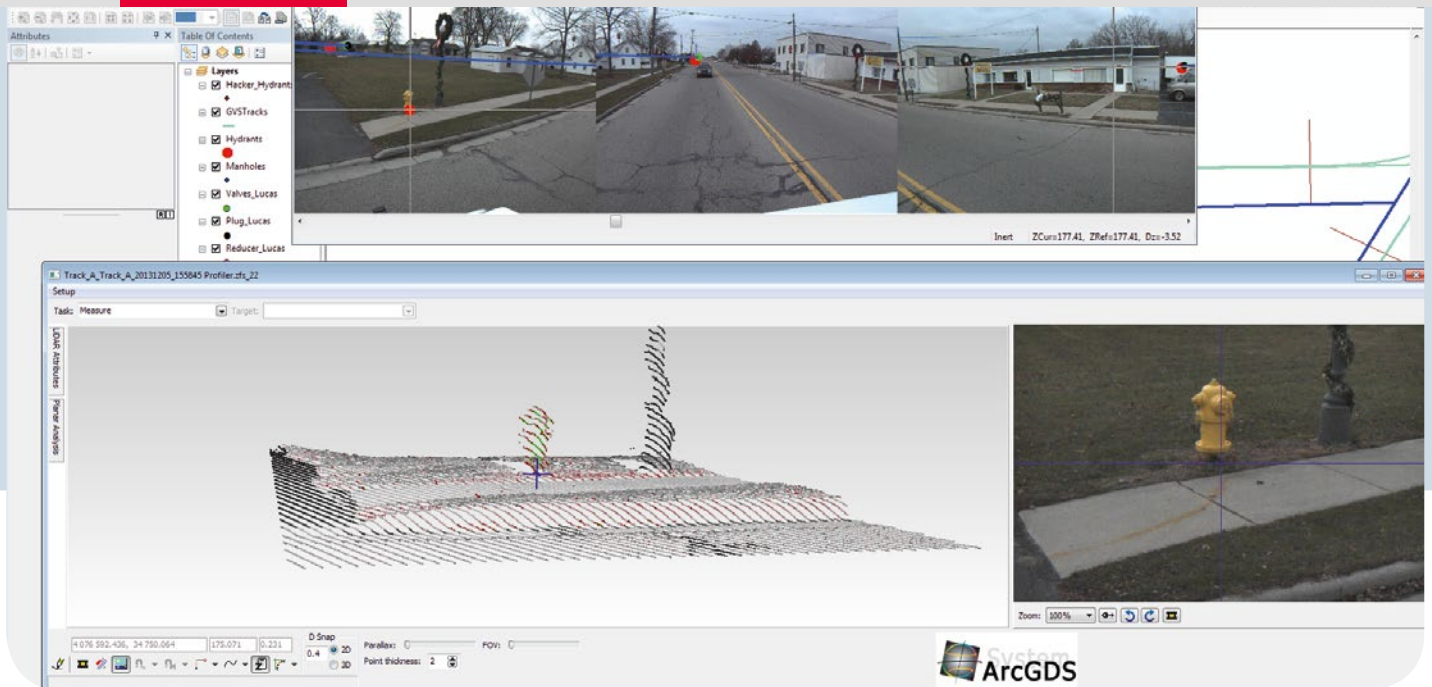 Attributes
Table Of Contents
Layers
Hacker_Hydrants
GVSTracks
Hydrants
Manholes
Valves_Lucas
Plug_Lucas
Reducer_Lucas
Inert ZCur=177.41, ZRef=177.41, Dz=-3.52
Track_A_Track_A_20131205_155845 Profiler.zfs_22
Setup
Task: Measure Target:
LiDAR Attributes
Planar Analysis
Zoom: 100%
4 076 592.436, 34 750.064 175.071 0.231
D Snap
0.4 2D
3D
Parallax: FOV:
Point thickness: 2
System
ArcGDS